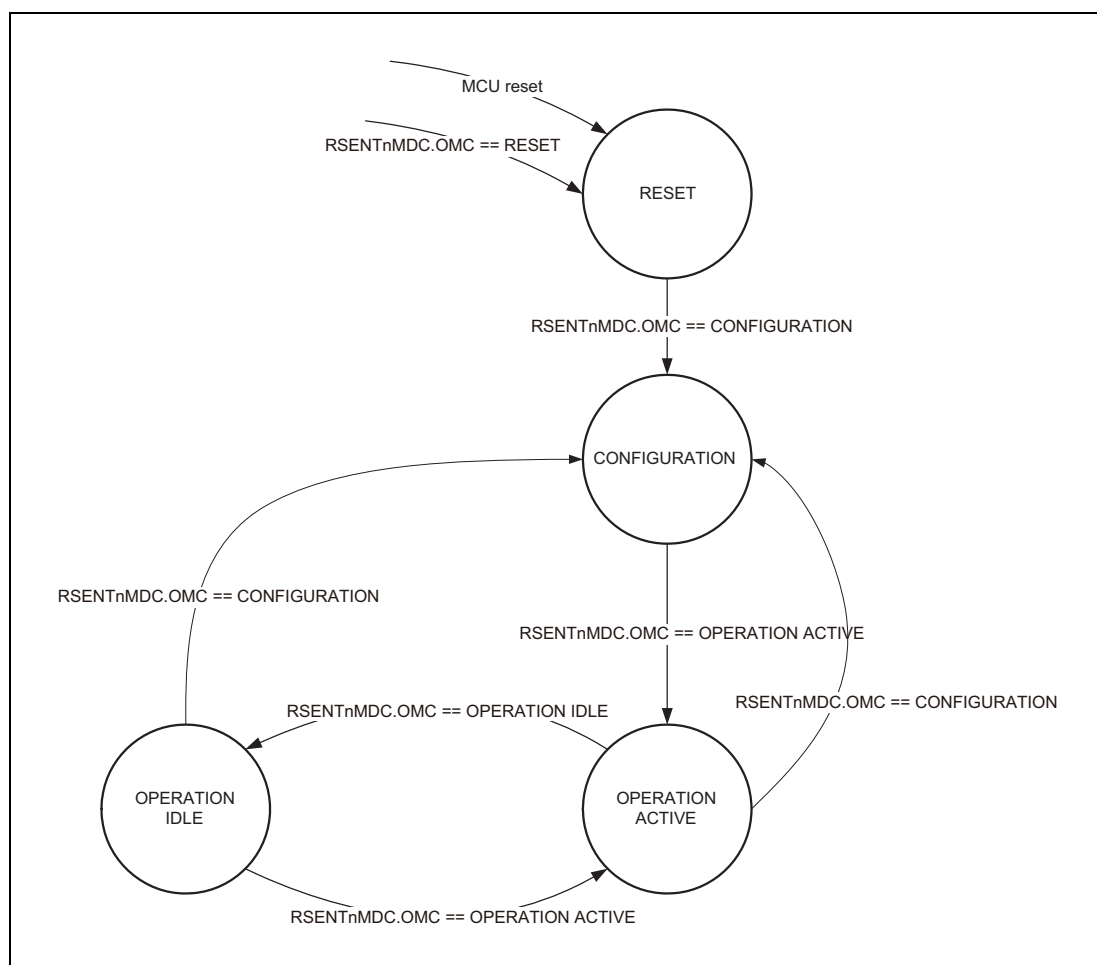 MCU reset
RSENTnMDC.OMC == RESET
RESET
RSENTnMDC.OMC == CONFIGURATION
CONFIGURATION
RSENTnMDC.OMC == CONFIGURATION
RSENTnMDC.OMC == OPERATION ACTIVE
RSENTnMDC.OMC == CONFIGURATION
RSENTnMDC.OMC == OPERATION IDLE
OPERATION
IDLE
OPERATION
ACTIVE
RSENTnMDC.OMC == OPERATION ACTIVE